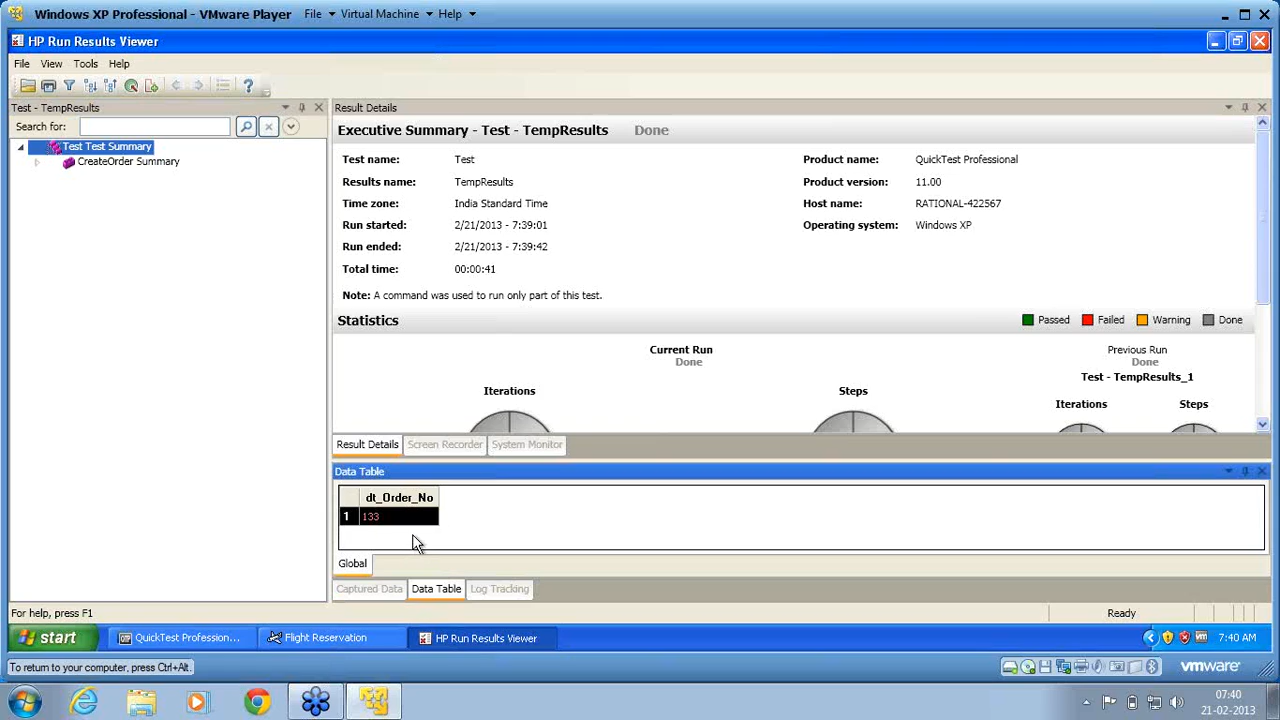 Windows XP Professional - VMware Player File Virtual Machine Help
HP Run Results Viewer
File View Tools Help
Test - TempResults
Search for:
Test Test Summary
CreateOrder Summary
Result Details
Executive Summary - Test - TempResults Done
Test name: Test Product name: QuickTest Professional
Results name: TempResults Product version: 11.00
Time zone: India Standard Time Host name: RATIONAL-422567
Run started: 2/21/2013 - 7:39:01 Operating system: Windows XP
Run ended: 2/21/2013 - 7:39:42
Total time: 00:00:41
Note: A command was used to run only part of this test.
Statistics Passed Failed Warning Done
Current Run Previous Run
Done Done
Test - TempResults_1
Iterations Steps Iterations Steps
Result Details Screen Recorder System Monitor
Data Table
dt_Order_No
1 133
Global
Captured Data Data Table Log Tracking
For help, press F1 Ready
start QuickTest Profession... Flight Reservation HP Run Results Viewer 7:40 AM
To return to your computer, press Ctrl+Alt. vmware
07:40
21-02-2013